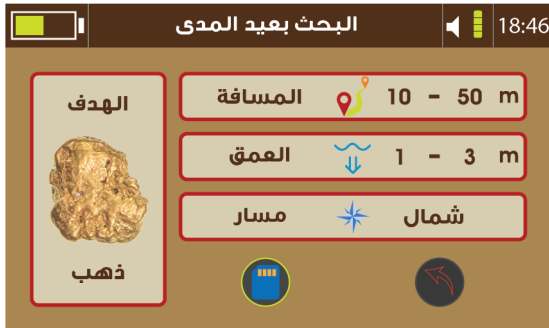 البحث بعيد المدى 18:46
الهدف
ذهب
المسافة 10 - 50 m
العمق 1 - 3 m
مسار شمال